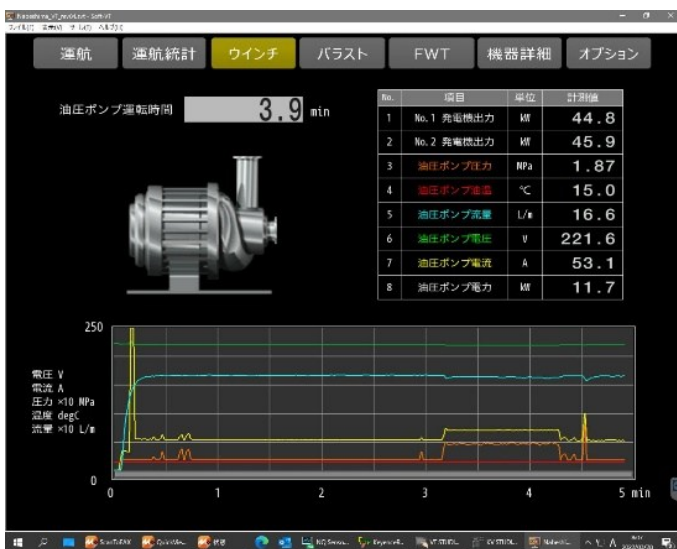 運航 運航統計 ウインチ バラスト FWT 機器詳細 オプション
油圧ポンプ運転時間 3.9 min
No. 項目 単位 計測値
1 No.1 発電機出力 kW 44.8
2 No.2 発電機出力 kW 45.9
3 油圧ポンプ圧力 MPa 1.87
4 油圧ポンプ油温 ℃ 15.0
5 油圧ポンプ流量 L/m 16.6
6 油圧ポンプ電圧 V 221.6
7 油圧ポンプ電流 A 53.1
8 油圧ポンプ電力 kW 11.7
250
電圧 V
電流 A
圧力 ×10 MPa
温度 degC
流量 ×10 L/m
0
0 1 2 3 4 5 min